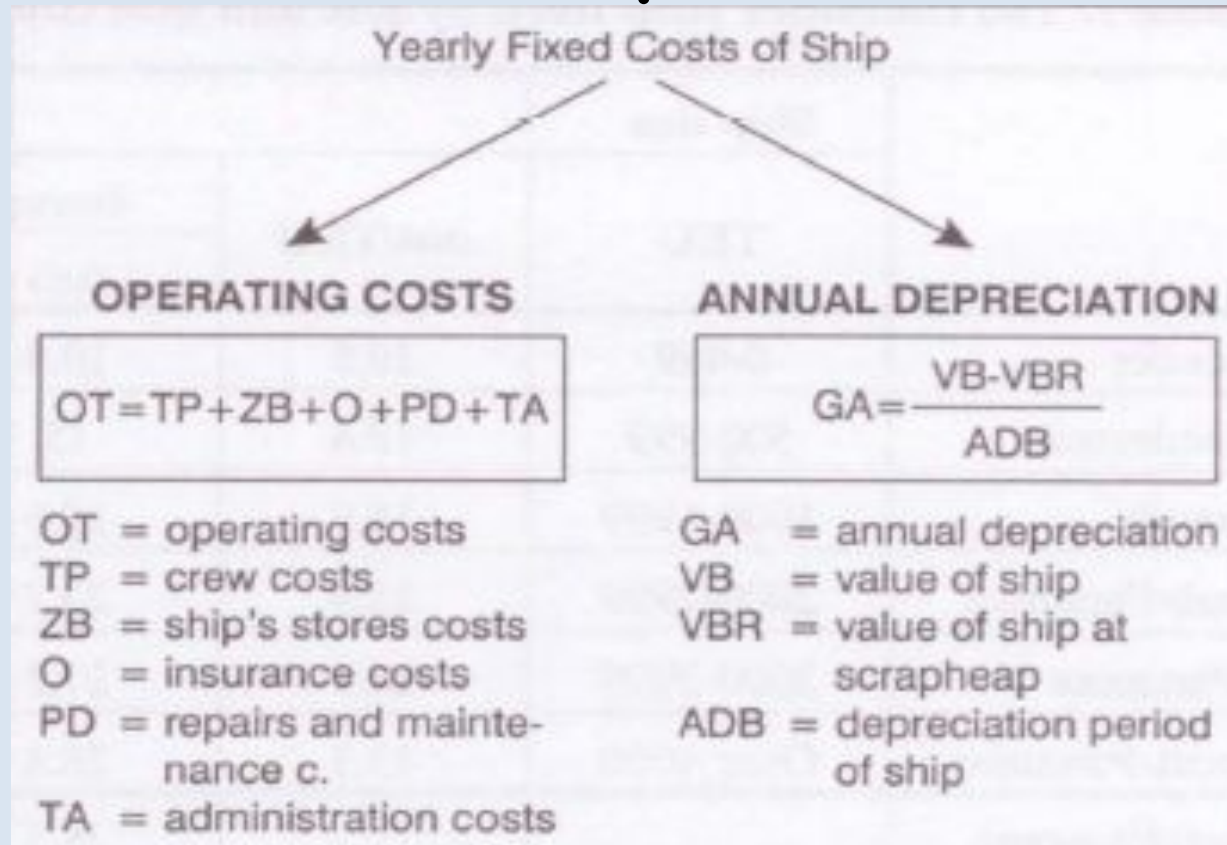 Yearly Fixed Costs of Ship
OPERATING COSTS
OT=TP+ZB+O+PD+TA
OT = operating costs
TP = crew costs
ZB = ship's stores costs
O = insurance costs
PD = repairs and mainte-
nance c.
TA = administration costs
ANNUAL DEPRECIATION
GA=
VB-VBR
ADB
GA = annual depreciation
VB = value of ship
VBR = value of ship at
scrapheap
ADB = depreciation period
of ship